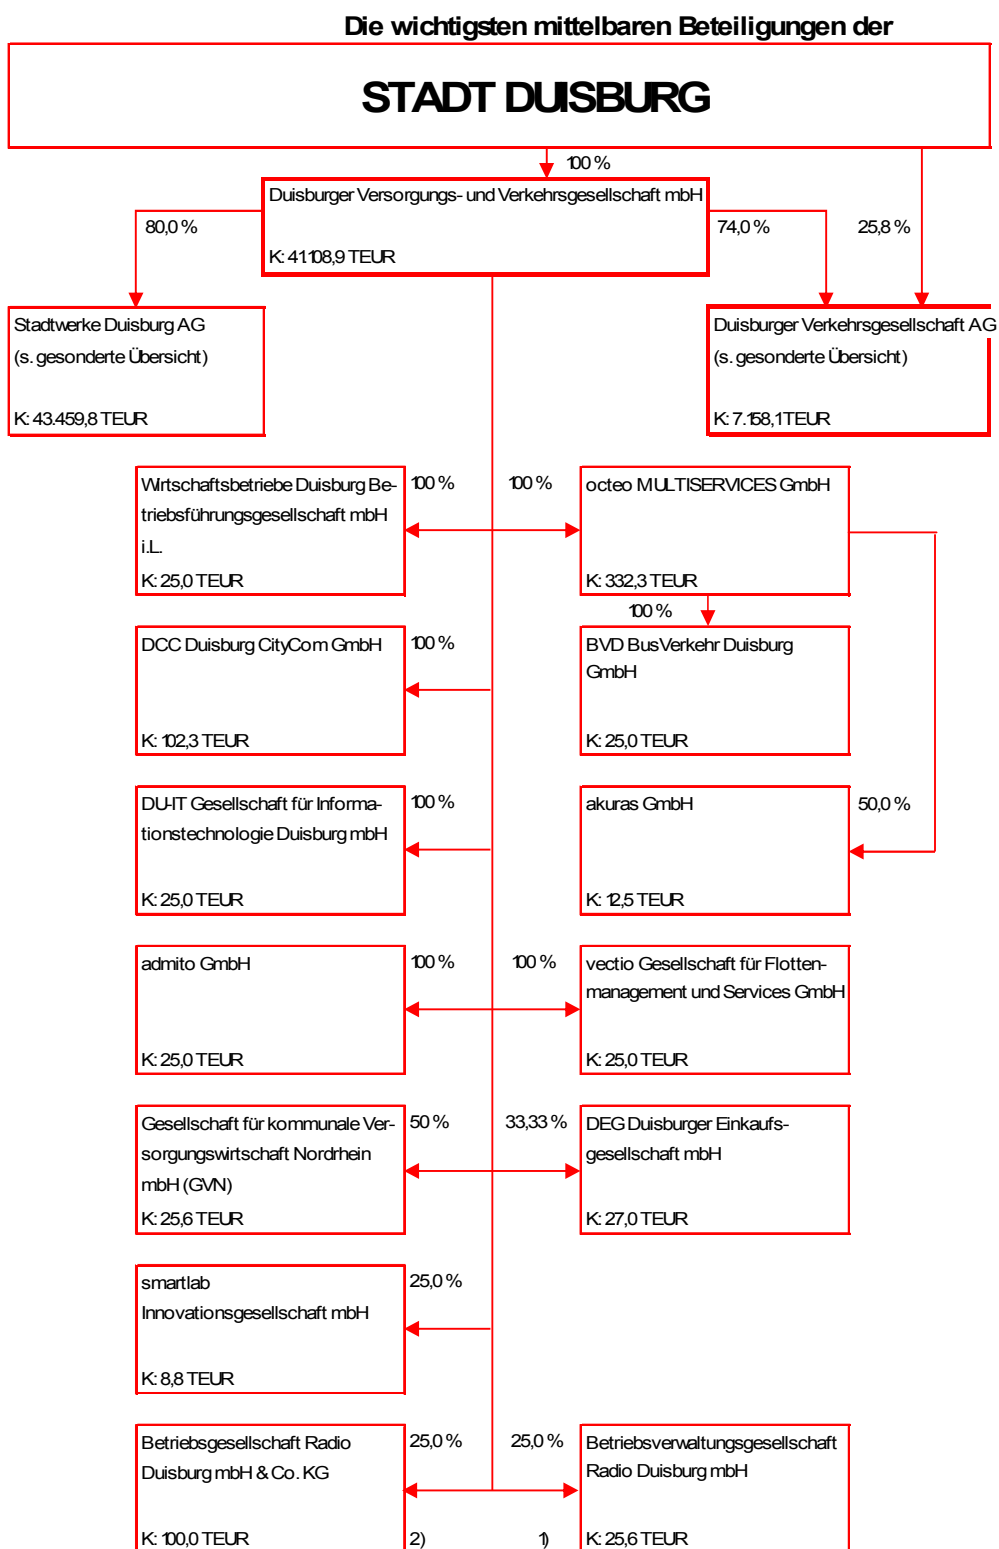 Die wichtigsten mittelbaren Beteiligungen der
STADT DUISBURG
100 %
Duisburger Versorgungs- und Verkehrsgesellschaft mbH
K: 41.108,9 TEUR
80,0 %
74,0 %
25,8 %
Stadtwerke Duisburg AG
(s. gesonderte Übersicht)
K: 43.459,8 TEUR
Duisburger Verkehrsgesellschaft AG
(s. gesonderte Übersicht)
K: 7.158,1 TEUR
Wirtschaftsbetriebe Duisburg Be-
triebsführungsgesellschaft mbH
i.L.
K: 25,0 TEUR
100 %
100 %
octeo MULTISERVICES GmbH
K: 332,3 TEUR
100 %
DCC Duisburg CityCom GmbH
K: 102,3 TEUR
100 %
BVD BusVerkehr Duisburg
GmbH
K: 25,0 TEUR
DU-IT Gesellschaft für Informa-
tionstechnologie Duisburg mbH
K: 25,0 TEUR
100 %
akuras GmbH
K: 12,5 TEUR
50,0 %
admito GmbH
K: 25,0 TEUR
100 %
100 %
vectio Gesellschaft für Flotten-
management und Services GmbH
K: 25,0 TEUR
Gesellschaft für kommunale Ver-
sorgungswirtschaft Nordrhein
mbH (GVN)
K: 25,6 TEUR
50 %
33,33 %
DEG Duisburger Einkaufs-
gesellschaft mbH
K: 27,0 TEUR
smartlab
Innovationsgesellschaft mbH
K: 8,8 TEUR
25,0 %
Betriebsgesellschaft Radio
Duisburg mbH & Co. KG
K: 100,0 TEUR
25,0 %
2)
25,0 %
1)
Betriebsverwaltungsgesellschaft
Radio Duisburg mbH
K: 25,6 TEUR